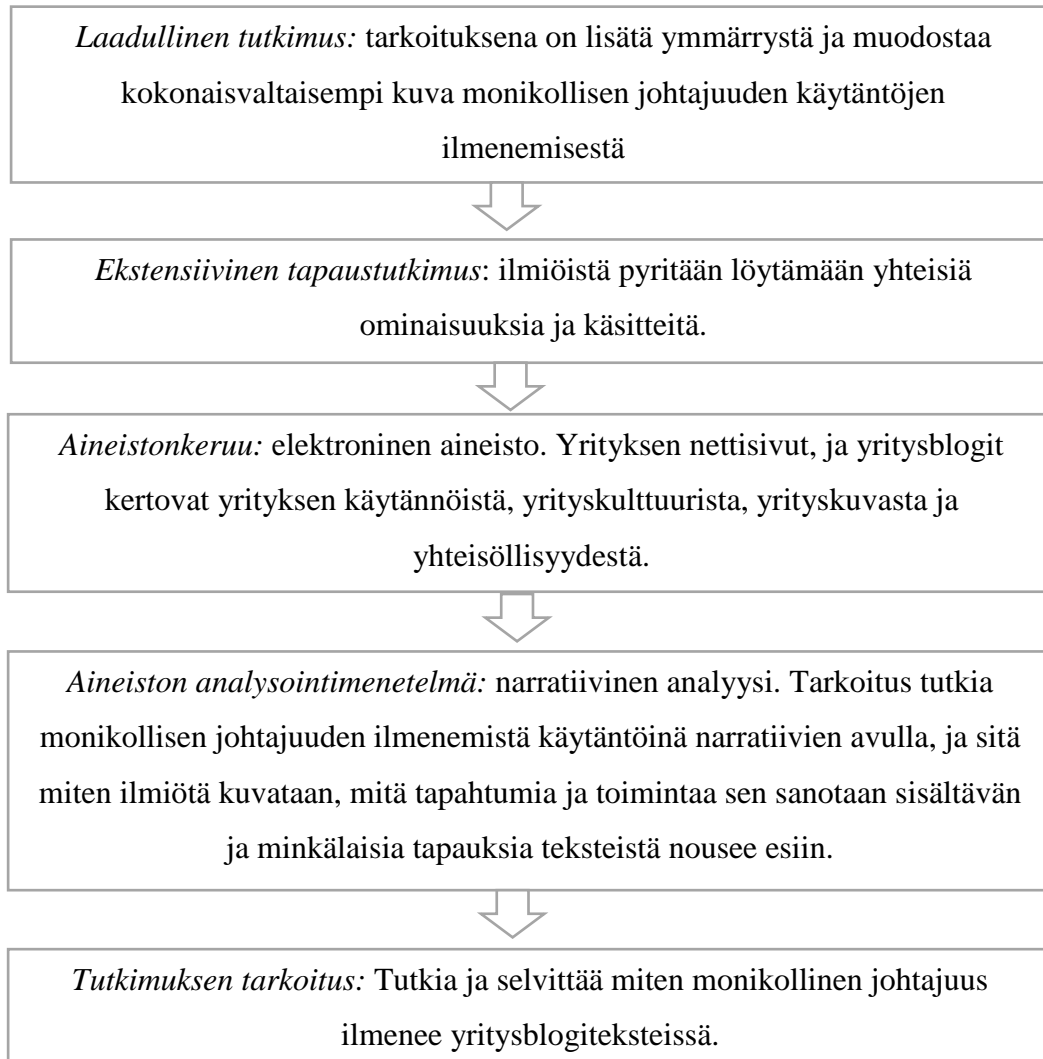 Laadullinen tutkimus: tarkoituksena on lisätä ymmärrystä ja muodostaa
kokonaisvaltaisempi kuva monikollisen johtajuuden käytäntöjen
ilmenemisestä
Ekstensiivinen tapaustutkimus: ilmiöistä pyritään löytämään yhteisiä
ominaisuuksia ja käsitteitä.
Aineistonkeruu: elektroninen aineisto. Yrityksen nettisivut, ja yritysblogit
kertovat yrityksen käytännöistä, yrityskulttuurista, yrityskuvasta ja
yhteisöllisyydestä.
Aineiston analysointimenetelmä: narratiivinen analyysi. Tarkoitus tutkia
monikollisen johtajuuden ilmenemistä käytäntöinä narratiivien avulla, ja sitä
miten ilmiötä kuvataan, mitä tapahtumia ja toimintaa sen sanotaan sisältävän
ja minkälaisia tapauksia teksteistä nousee esiin.
Tutkimuksen tarkoitus: Tutkia ja selvittää miten monikollinen johtajuus
ilmenee yritysblogiteksteissä.